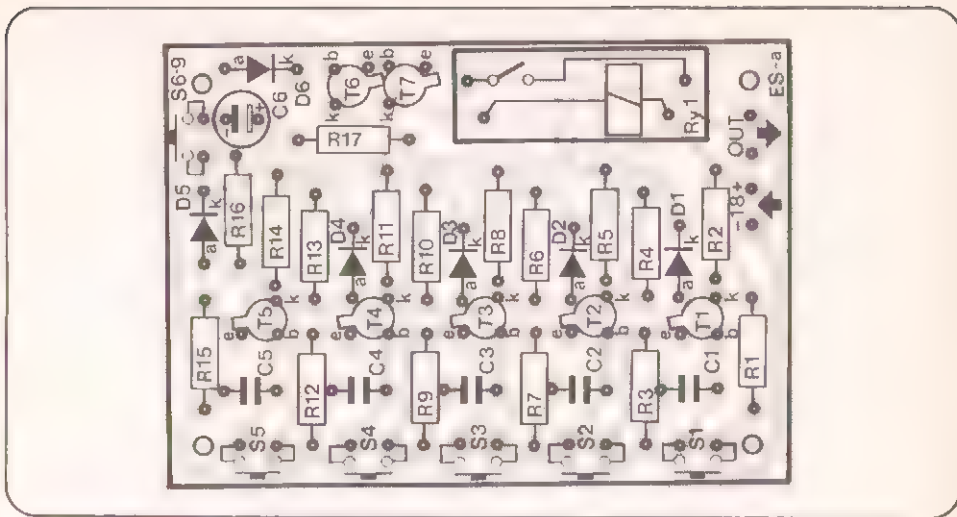 S6-9
a
k
D6
-
+
C6
b
e
T6
k
b
e
T7
k
R17
Ry1
ES-a
OUT
-18+
D5
a
k
R16
R14
R13
D4
a
k
R11
R10
D3
a
k
R8
R6
D2
a
k
R5
R4
D1
a
k
R2
R15
e
T5
k
b
C5
R12
e
T4
k
b
C4
R9
e
T3
k
b
C3
R7
e
T2
k
b
C2
R3
e
T1
k
b
C1
R1
S5
S4
S3
S2
S1